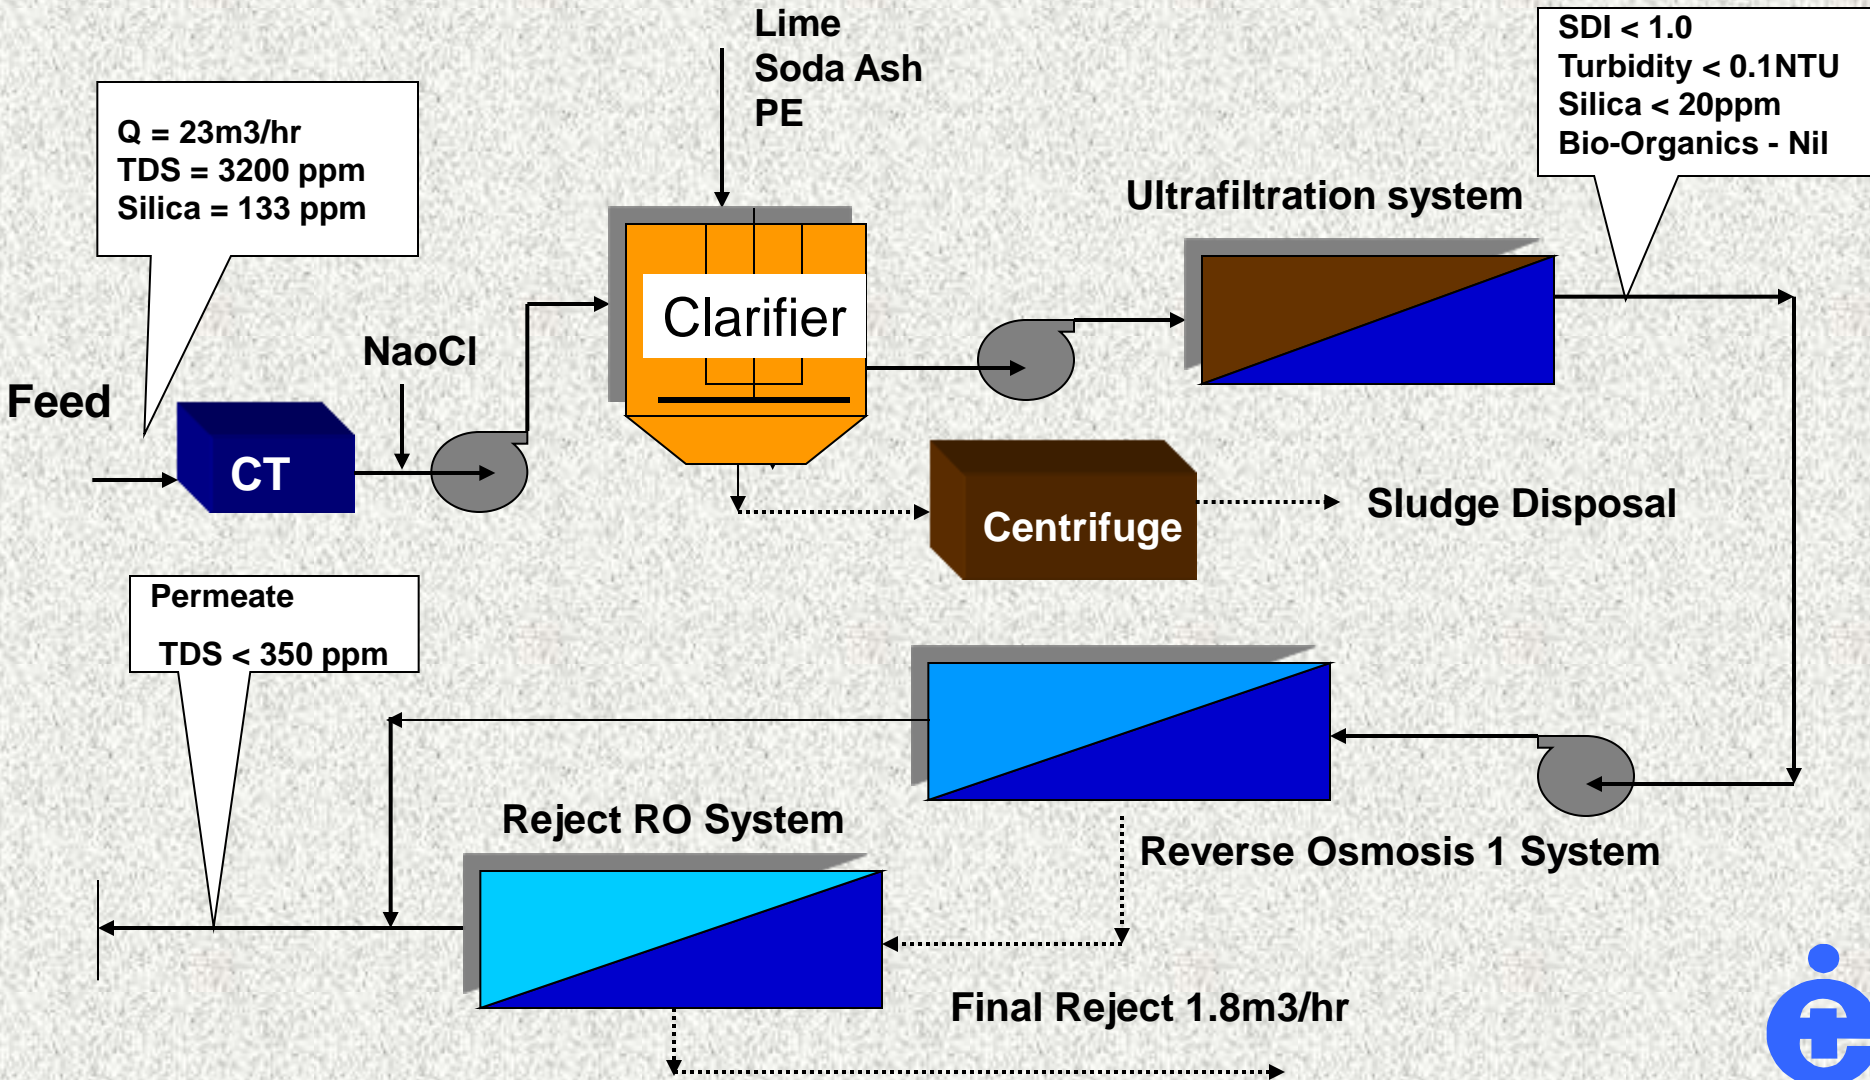 Lime
Soda Ash
PE
SDI < 1.0
Turbidity < 0.1NTU
Silica < 20ppm
Bio-Organics - Nil
Q = 23m3/hr
TDS = 3200 ppm
Silica = 133 ppm
Ultrafiltration system
Clarifier
NaoCl
Feed
CT
Centrifuge
Sludge Disposal
Permeate
TDS < 350 ppm
Reject RO System
Reverse Osmosis 1 System
Final Reject 1.8m3/hr